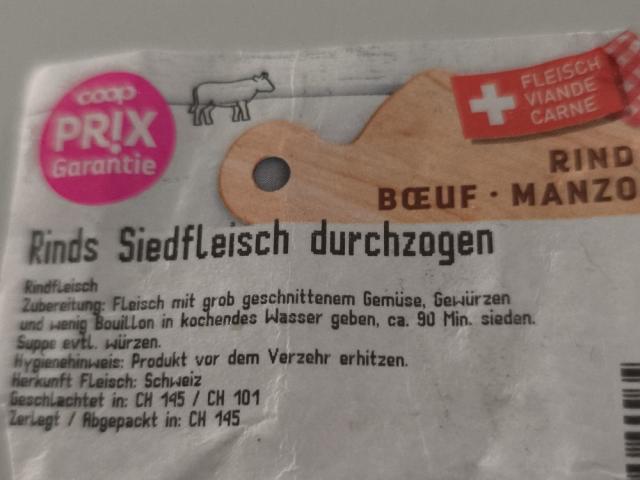 coop
PR!X
Garantie
FLEISCH
VIANDE
CARNE
RIND
BŒUF · MANZO
Rinds Siedfleisch durchzogen
Rindfleisch
Zubereitung: Fleisch mit grob geschnittenem Gemüse, Gewürzen
und wenig Bouillon in kochendes Wasser geben, ca. 90 Min. sieden.
Suppe evtl. würzen.
Hygienehinweis: Produkt vor dem Verzehr erhitzen.
Herkunft Fleisch: Schweiz
Geschlachtet in: CH 145 / CH 101
Zerlegt / Abgepackt in: CH 145